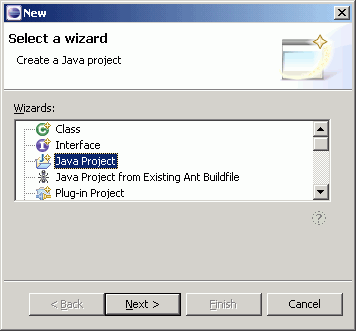 New
Select a wizard
Create a Java project
Wizards:
Class
Interface
Java Project
Java Project from Existing Ant Buildfile
Plug-in Project
?
< Back
Next >
Finish
Cancel